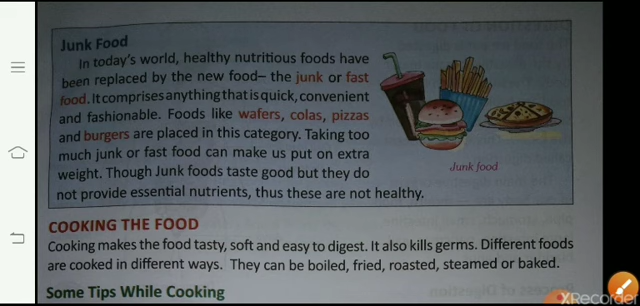 Junk Food
In today's world, healthy nutritious foods have
been replaced by the new food– the junk or fast
food. It comprises anything that is quick, convenient
and fashionable. Foods like wafers, colas, pizzas
and burgers are placed in this category. Taking too
much junk or fast food can make us put on extra
weight. Though Junk foods taste good but they do
not provide essential nutrients, thus these are not healthy.
Junk food
COOKING THE FOOD
Cooking makes the food tasty, soft and easy to digest. It also kills germs. Different foods
are cooked in different ways. They can be boiled, fried, roasted, steamed or baked.
Some Tips While Cooking
XRecorder